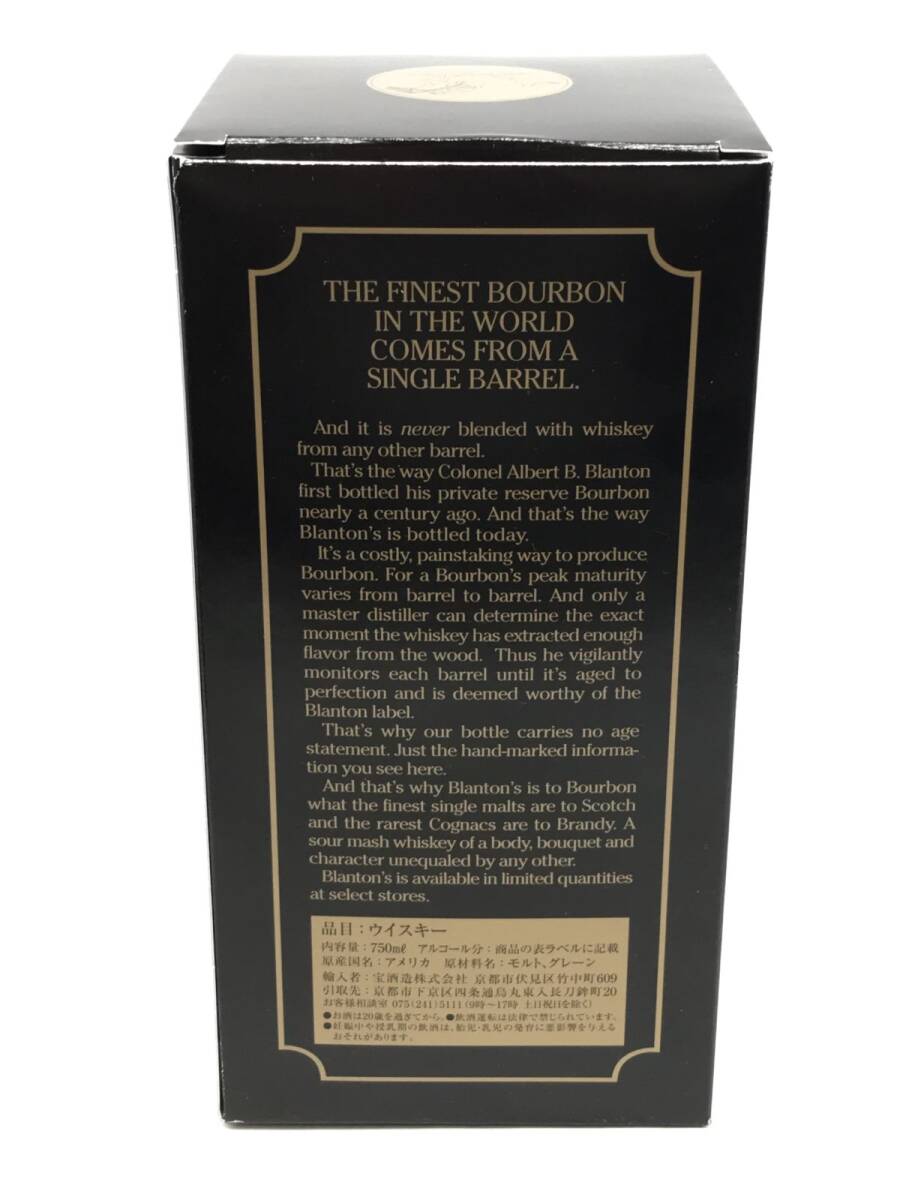 THE FINEST BOURBON
IN THE WORLD
COMES FROM A
SINGLE BARREL.
And it is never blended with whiskey
from any other barrel.
That's the way Colonel Albert B. Blanton
first bottled his private reserve Bourbon
nearly a century ago. And that's the way
Blanton's is bottled today.
It's a costly, painstaking way to produce
Bourbon. For a Bourbon's peak maturity
varies from barrel to barrel. And only a
master distiller can determine the exact
moment the whiskey has extracted enough
flavor from the wood. Thus he vigilantly
monitors each barrel until it's aged to
perfection and is deemed worthy of the
Blanton label.
That's why our bottle carries no age
statement. Just the hand-marked informa-
tion you see here.
And that's why Blanton's is to Bourbon
what the finest single malts are to Scotch
and the rarest Cognacs are to Brandy. A
sour mash whiskey of a body, bouquet and
character unequaled by any other.
Blanton's is available in limited quantities
at select stores.
品目：ウイスキー
内容量：750mℓ アルコール分：商品の表ラベルに記載
原産国名：アメリカ 原材料名：モルト、グレーン
輸入者：宝酒造株式会社 京都市伏見区竹中町609
引取先：京都市下京区四条通烏丸東入長刀鉾町20
お客様相談室 075(241)5111(9時〜17時 土日祝日を除く)
●お酒は20歳を過ぎてから。●飲酒運転は法律で禁じられています。
●妊娠中や授乳期の飲酒は、胎児・乳児の発育に悪影響を与える
おそれがあります。